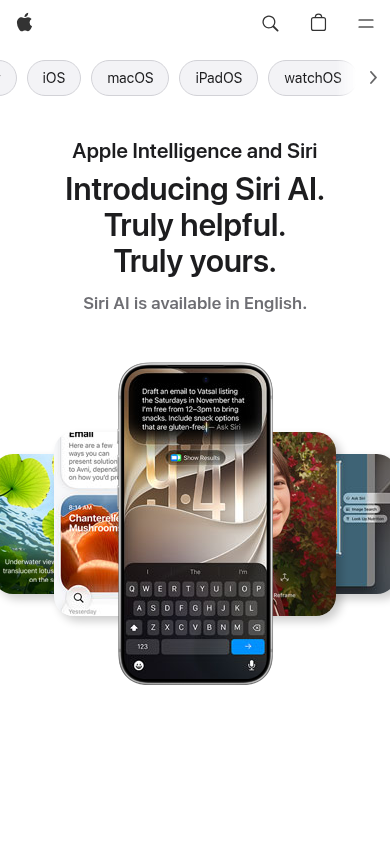 iOS
macOS
iPadOS
watchOS
Apple Intelligence and Siri
Introducing Siri AI.
Truly helpful.
Truly yours.
Siri AI is available in English.
Draft an email to Vatsal listing
the Saturdays in November that
I'm free from 12–3pm to bring
snacks. Include snack options
that are gluten-free — Ask Siri
Show Results
9:41
Email
Here are a few
ways you can
present solution
to Avni, dependi
on how you'd pr
8:14 AM
Chanterelle
Mushroom
Yesterday
Underwater view
translucent lotus
on the s
Reframe
Ask Siri
Image Search
Look Up Nutrition
I The I'm
Q W E R T Y U I O P
A S D F G H J K L
Z X C V B N M
123